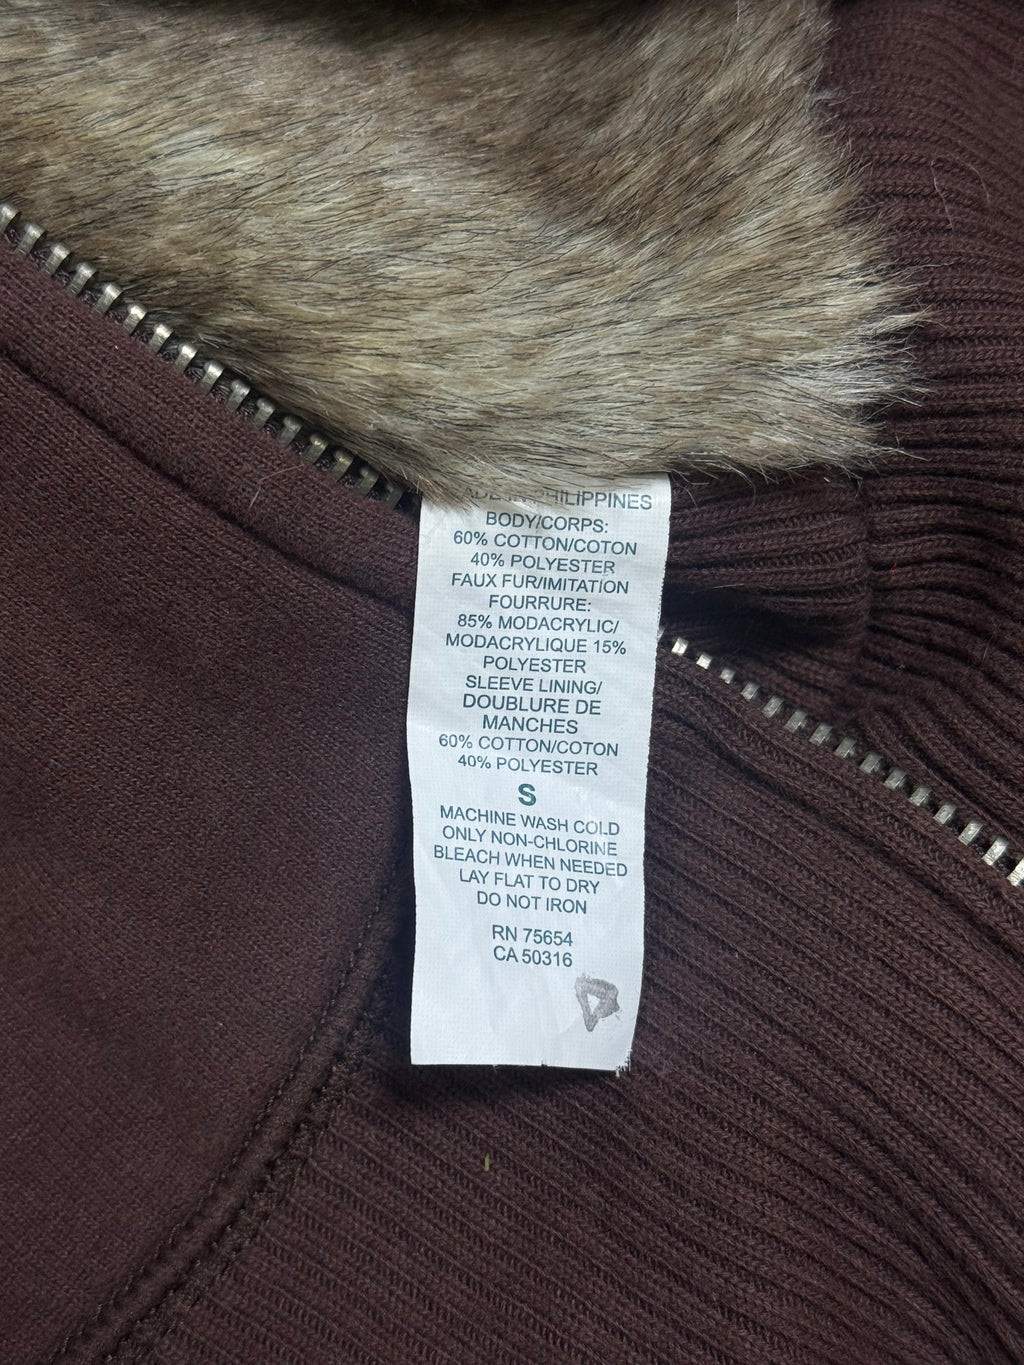 MADE IN PHILIPPINES
BODY/CORPS:
60% COTTON/COTON
40% POLYESTER
FAUX FUR/IMITATION
FOURRURE:
85% MODACRYLIC/
MODACRYLIQUE 15%
POLYESTER
SLEEVE LINING/
DOUBLURE DE
MANCHES
60% COTTON/COTON
40% POLYESTER
S
MACHINE WASH COLD
ONLY NON-CHLORINE
BLEACH WHEN NEEDED
LAY FLAT TO DRY
DO NOT IRON
RN 75654
CA 50316